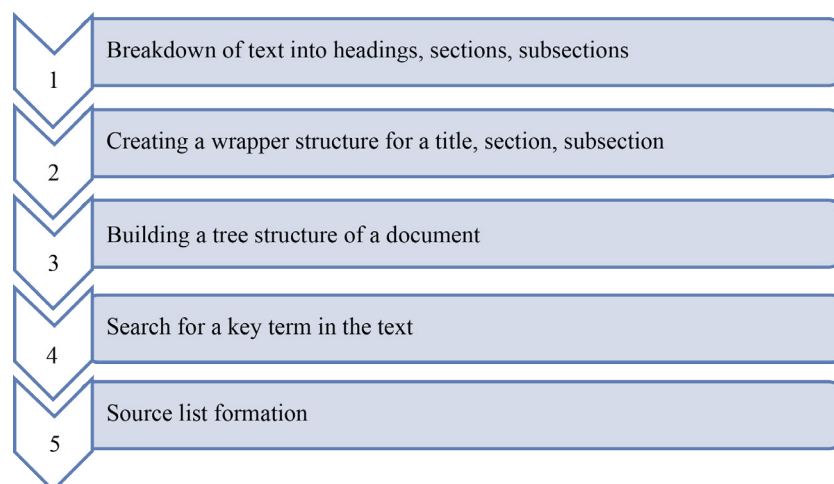 1
Breakdown of text into headings, sections, subsections
2
Creating a wrapper structure for a title, section, subsection
3
Building a tree structure of a document
4
Search for a key term in the text
5
Source list formation